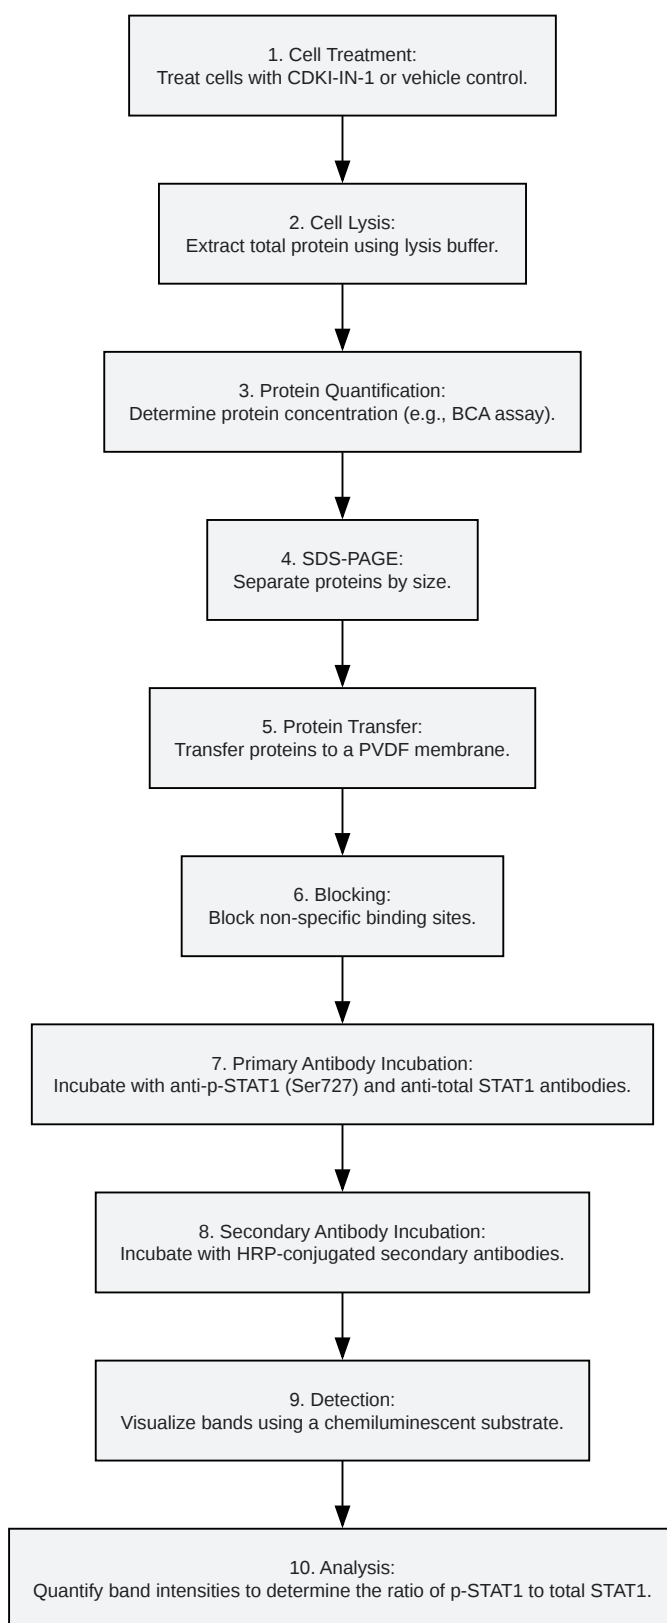 1. Cell Treatment:
Treat cells with CDKI-IN-1 or vehicle control.
2. Cell Lysis:
Extract total protein using lysis buffer.
3. Protein Quantification:
Determine protein concentration (e.g., BCA assay).
4. SDS-PAGE:
Separate proteins by size.
5. Protein Transfer:
Transfer proteins to a PVDF membrane.
6. Blocking:
Block non-specific binding sites.
7. Primary Antibody Incubation:
Incubate with anti-p-STAT1 (Ser727) and anti-total STAT1 antibodies.
8. Secondary Antibody Incubation:
Incubate with HRP-conjugated secondary antibodies.
9. Detection:
Visualize bands using a chemiluminescent substrate.
10. Analysis:
Quantify band intensities to determine the ratio of p-STAT1 to total STAT1.